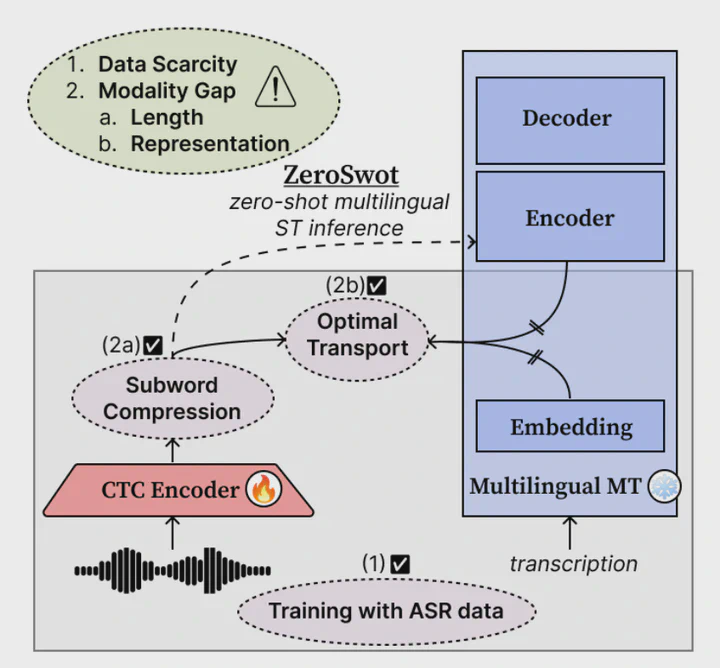 1. Data Scarcity
2. Modality Gap
a. Length
b. Representation
ZeroSwot
zero-shot multilingual
ST inference
Decoder
Encoder
(2b)
Optimal
Transport
(2a)
Subword
Compression
Embedding
CTC Encoder
Multilingual MT
transcription
(1)
Training with ASR data